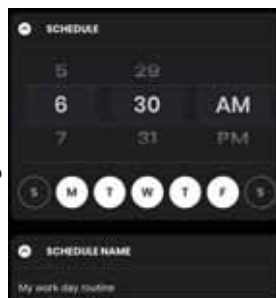 SCHEDULE
5 29
6 30 AM
7 31 PM
S M T W T F S
SCHEDULE NAME
My work day routine